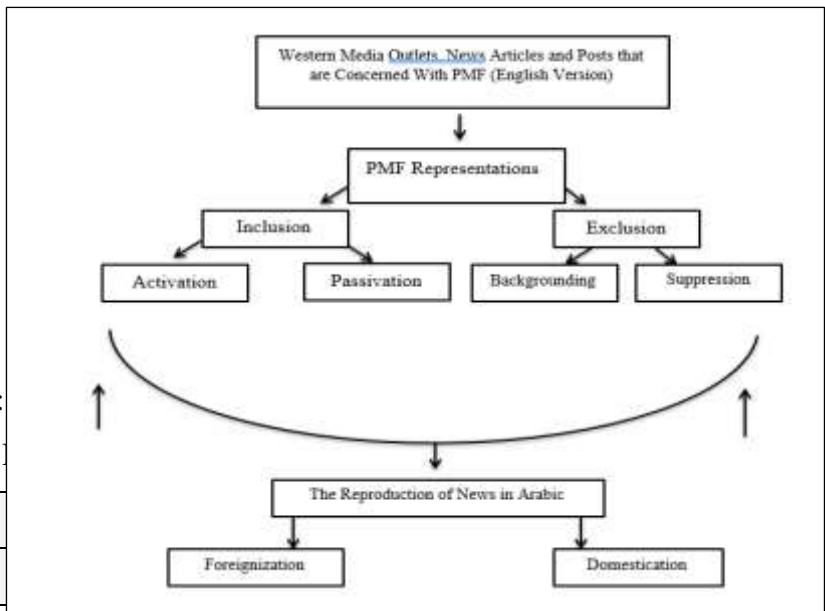 Western Media Outlets, News Articles and Posts that
are Concerned With PMF (English Version)
PMF Representations
Inclusion
Exclusion
Activation
Passivation
Backgrounding
Suppression
The Reproduction of News in Arabic
Foreignization
Domestication